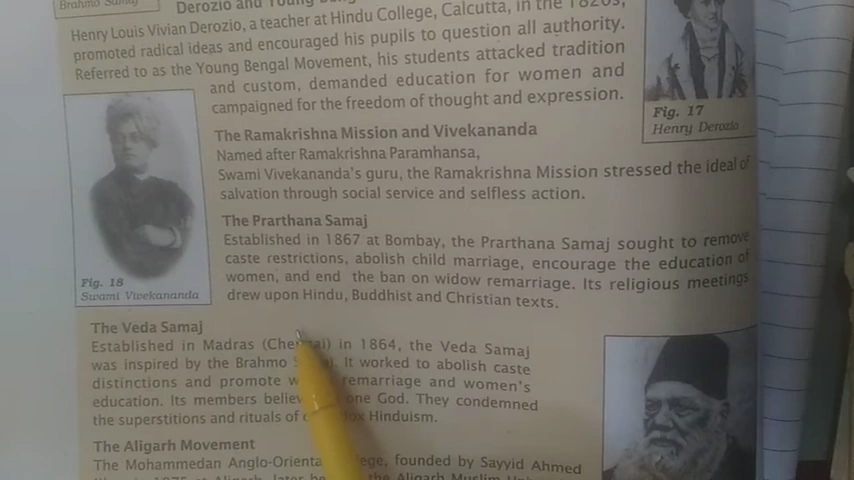 Brahmo Samaj
Derozio and Young
Henry Louis Vivian Derozio, a teacher at Hindu College, Calcutta, in the 1820s,
promoted radical ideas and encouraged his pupils to question all authority.
Referred to as the Young Bengal Movement, his students attacked tradition
and custom, demanded education for women and
campaigned for the freedom of thought and expression.
Fig. 17
Henry Derozio
The Ramakrishna Mission and Vivekananda
Named after Ramakrishna Paramhansa,
Swami Vivekananda's guru, the Ramakrishna Mission stressed the ideal of
salvation through social service and selfless action.
The Prarthana Samaj
Established in 1867 at Bombay, the Prarthana Samaj sought to remove
caste restrictions, abolish child marriage, encourage the education of
women, and end the ban on widow remarriage. Its religious meetings
drew upon Hindu, Buddhist and Christian texts.
Fig. 18
Swami Vivekananda
The Veda Samaj
Established in Madras (Chennai) in 1864, the Veda Samaj
was inspired by the Brahmo It worked to abolish caste
distinctions and promote remarriage and women's
education. Its members one God. They condemned
the superstitions and rituals of Hinduism.
The Aligarh Movement
The Mohammedan founded by Sayyid Ahmed
1875 at Aligarh, later the Aligarh Muslim